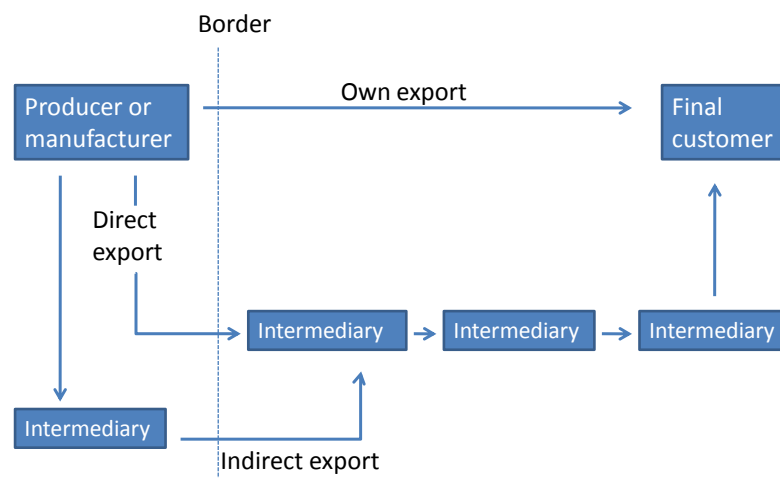 Border
Own export
Producer or
manufacturer
Final
customer
Direct
export
Intermediary
Intermediary
Intermediary
Intermediary
Indirect export